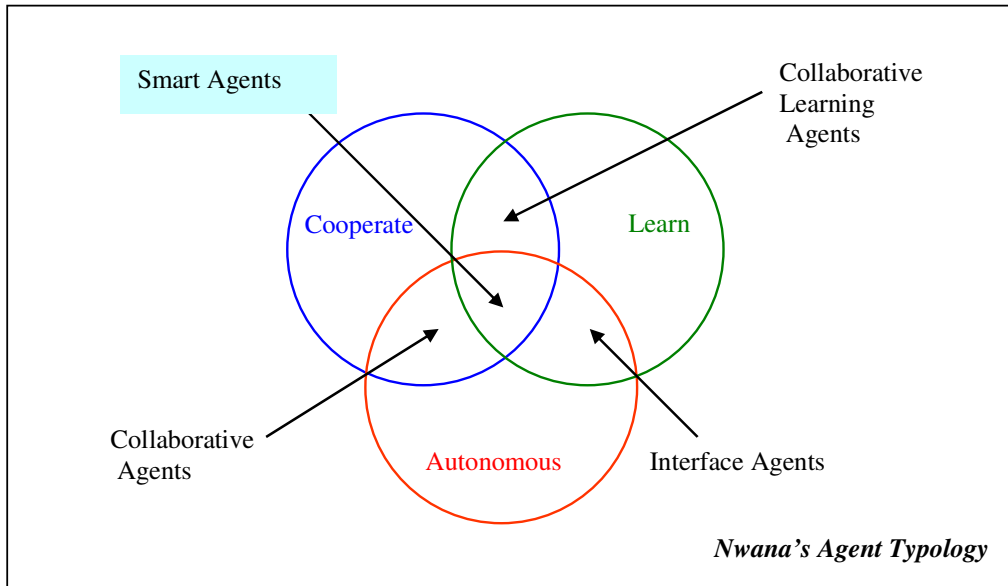 Smart Agents
Collaborative
Learning
Agents
Cooperate
Learn
Collaborative
Agents
Autonomous
Interface Agents
Nwana's Agent Typology